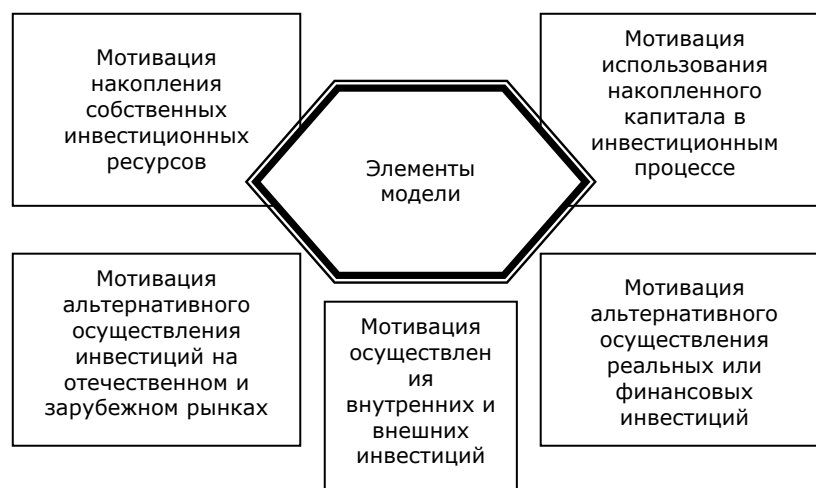 Мотивация
накопления
собственных
инвестиционных
ресурсов
Мотивация
использования
накопленного
капитала в
инвестиционным
процессе
Элементы
модели
Мотивация
альтернативного
осуществления
инвестиций на
отечественном и
зарубежном рынках
Мотивация
осуществлен
ия
внутренних и
внешних
инвестиций
Мотивация
альтернативного
осуществления
реальных или
финансовых
инвестиций